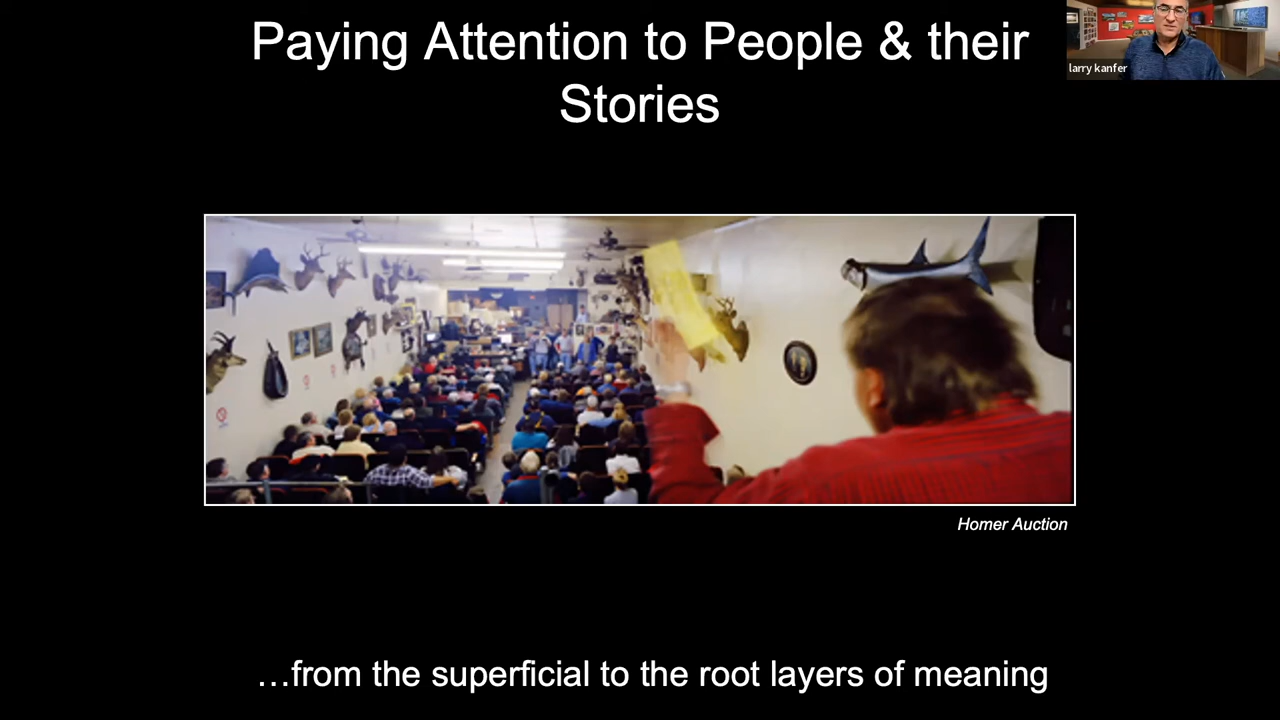 Paying Attention to People & their
Stories
larry kanfer
Homer Auction
…from the superficial to the root layers of meaning